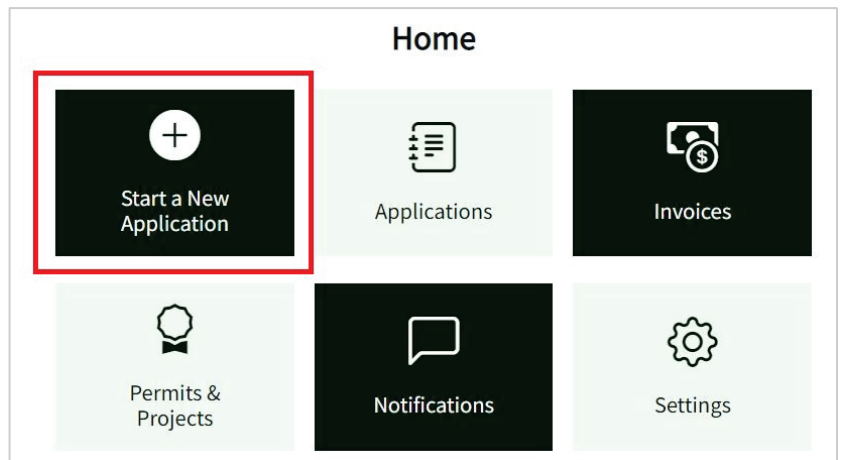 Home
Start a New
Application
Applications
Invoices
Permits &
Projects
Notifications
Settings